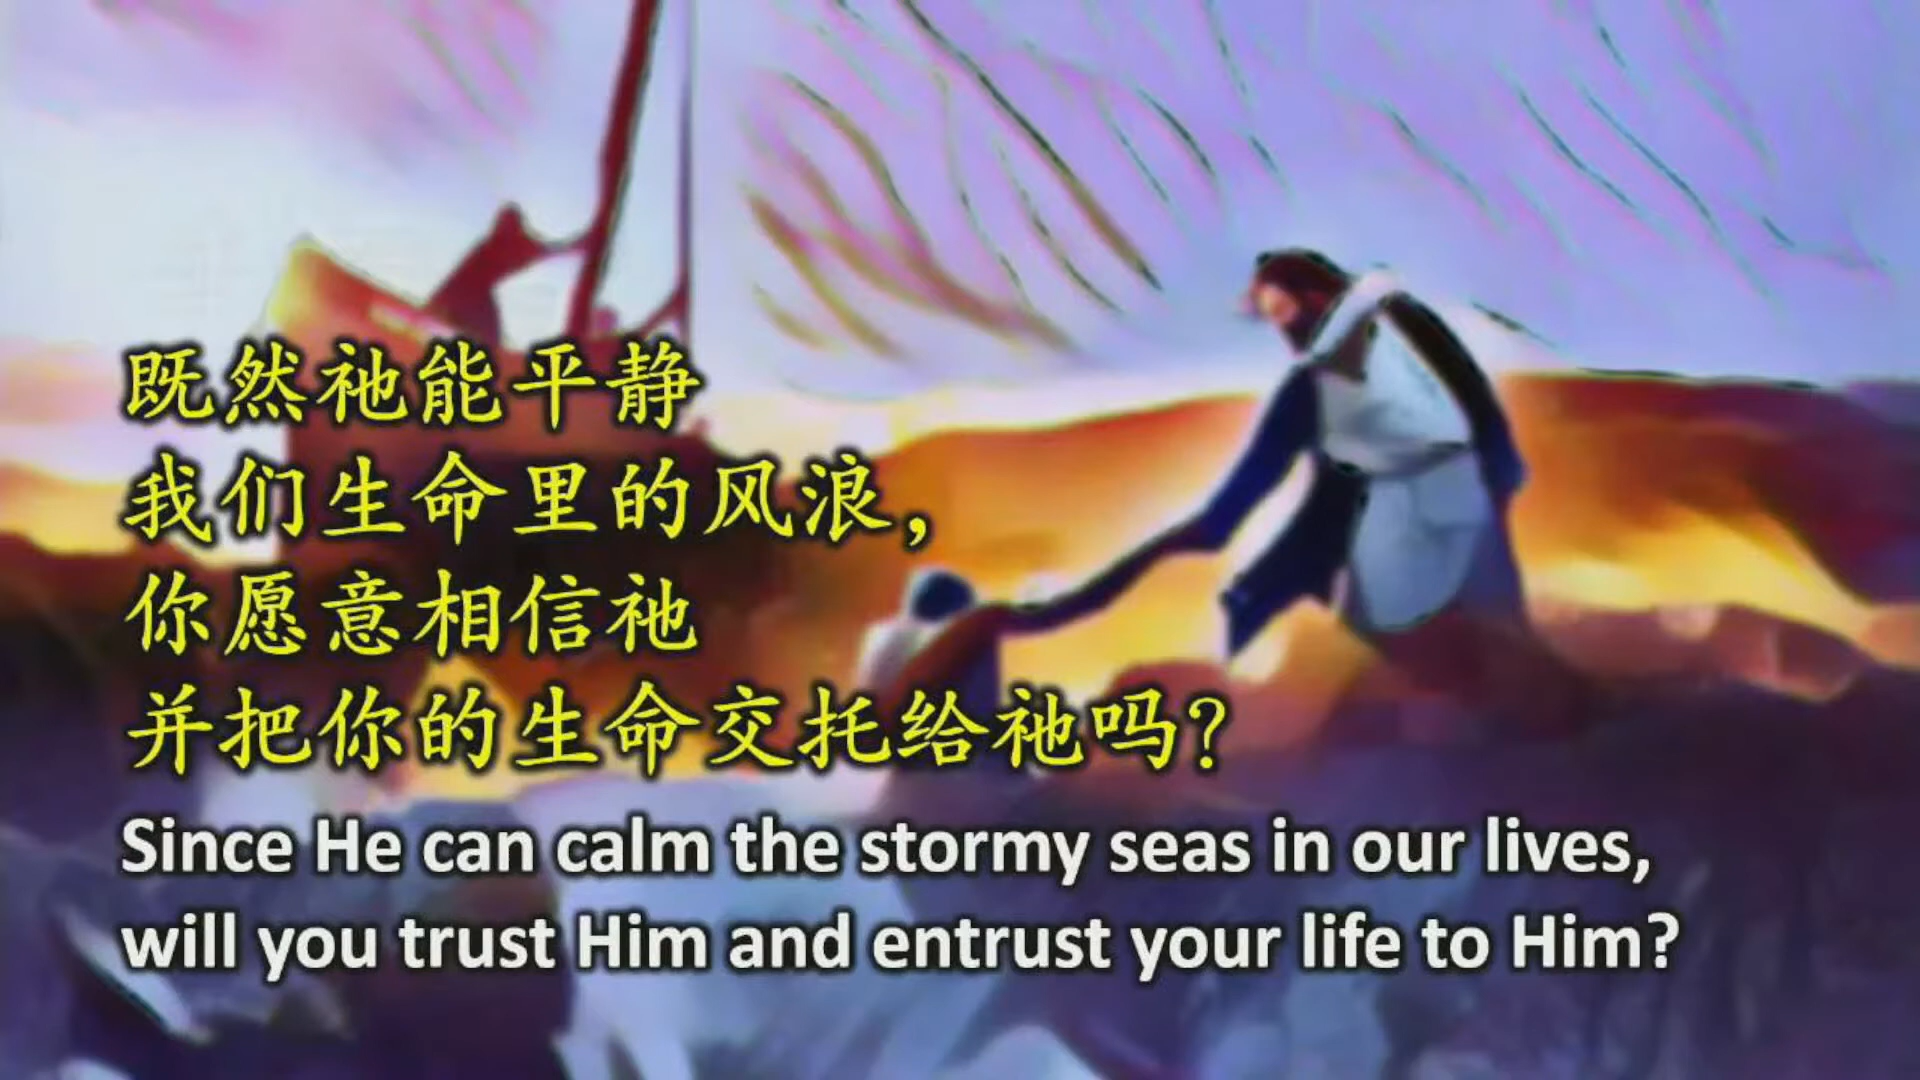 既然祂能平静
我们生命里的风浪，
你愿意相信祂
并把你的生命交托给祂吗？
Since He can calm the stormy seas in our lives,
will you trust Him and entrust your life to Him?